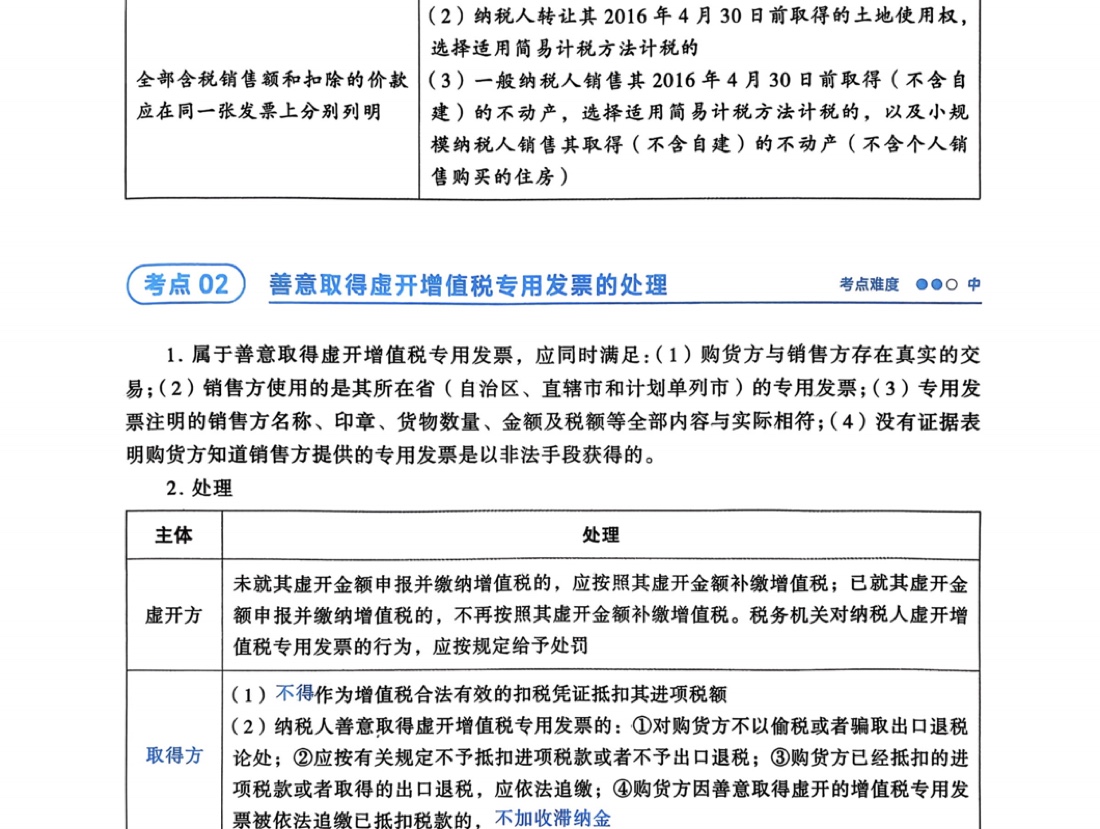 （2）纳税人转让其 2016 年 4 月 30 日前取得的土地使用权，
选择适用简易计税方法计税的
全部含税销售额和扣除的价款
应在同一张发票上分别列明
（3）一般纳税人销售其 2016 年 4 月 30 日前取得（不含自
建）的不动产，选择适用简易计税方法计税的，以及小规
模纳税人销售其取得（不含自建）的不动产（不含个人销
售购买的住房）
考点 02 善意取得虚开增值税专用发票的处理 考点难度 中
1. 属于善意取得虚开增值税专用发票，应同时满足：（1）购货方与销售方存在真实的交
易；（2）销售方使用的是其所在省（自治区、直辖市和计划单列市）的专用发票；（3）专用发
票注明的销售方名称、印章、货物数量、金额及税额等全部内容与实际相符；（4）没有证据表
明购货方知道销售方提供的专用发票是以非法手段获得的。
2. 处理
主体 处理
虚开方
未就其虚开金额申报并缴纳增值税的，应按照其虚开金额补缴增值税；已就其虚开金
额申报并缴纳增值税的，不再按照其虚开金额补缴增值税。税务机关对纳税人虚开增
值税专用发票的行为，应按规定给予处罚
取得方
（1）不得作为增值税合法有效的扣税凭证抵扣其进项税额
（2）纳税人善意取得虚开增值税专用发票的：①对购货方不以偷税或者骗取出口退税
论处；②应按有关规定不予抵扣进项税款或者不予出口退税；③购货方已经抵扣的进
项税款或者取得的出口退税，应依法追缴；④购货方因善意取得虚开的增值税专用发
票被依法追缴已抵扣税款的，不加收滞纳金